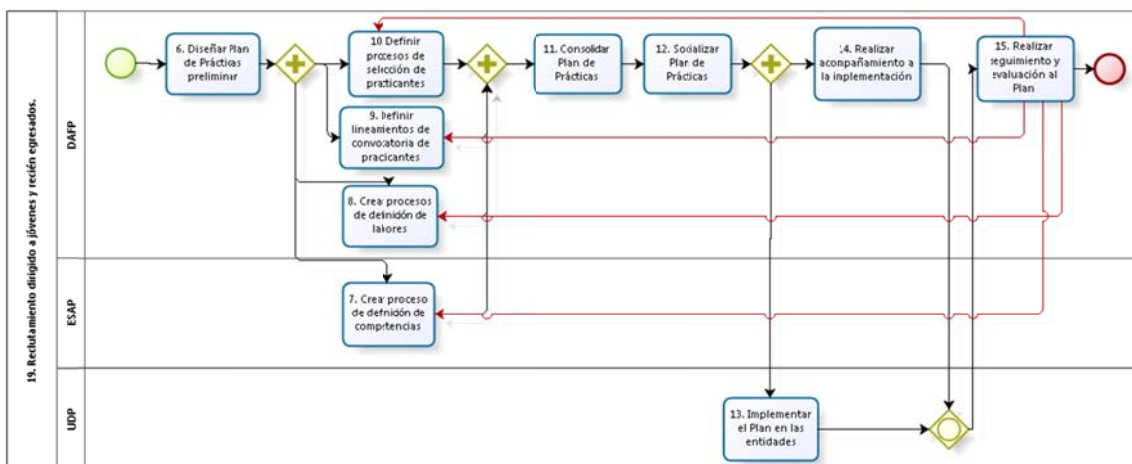 19. Reclutamiento dirigido a jóvenes y recién egresados.
DAFP
6. Diseñar Plan
de Prácticas
preliminar
10 Definir
procesos de
selección de
practicantes
9. Definir
lineamientos de
convocatoria de
practicantes
8. Crear procesos
de definición de
labores
11. Consolidar
Plan de
Prácticas
12. Socializar
Plan de
Prácticas
14. Realizar
acompañamiento a
la implementación
15. Realizar
seguimiento y
evaluación al
Plan
ESAP
7. Crear proceso
de definición de
competencias
UDP
13. Implementar
el Plan en las
entidades